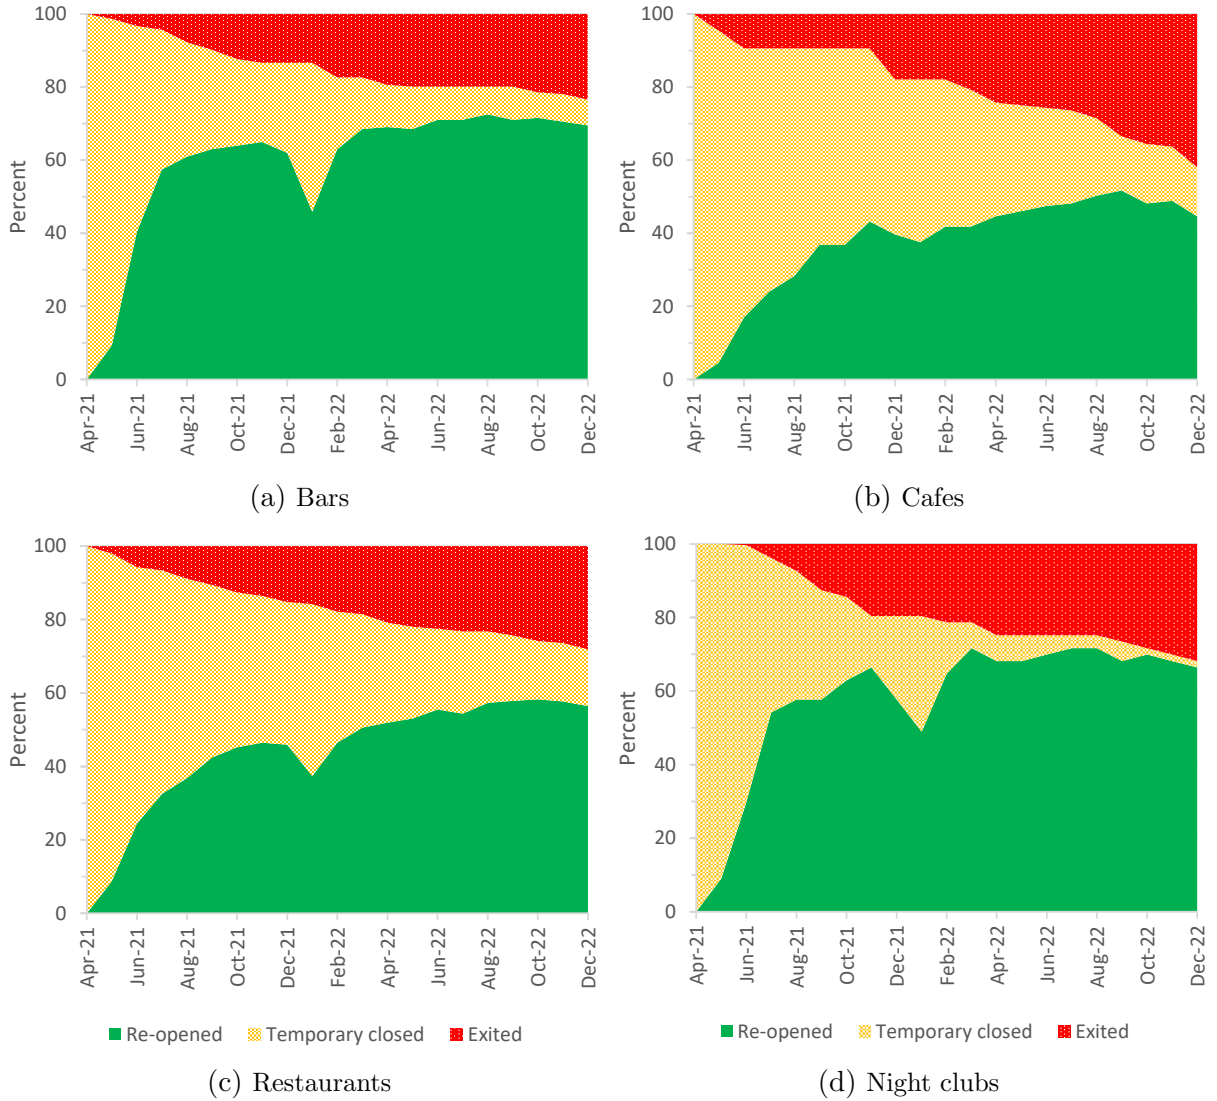 100
80
60
40
20
0
Percent
Apr-21 Jun-21 Aug-21 Oct-21 Dec-21 Feb-22 Apr-22 Jun-22 Aug-22 Oct-22 Dec-22
(a) Bars
100
80
60
40
20
0
Percent
Apr-21 Jun-21 Aug-21 Oct-21 Dec-21 Feb-22 Apr-22 Jun-22 Aug-22 Oct-22 Dec-22
(b) Cafes
100
80
60
40
20
0
Percent
Apr-21 Jun-21 Aug-21 Oct-21 Dec-21 Feb-22 Apr-22 Jun-22 Aug-22 Oct-22 Dec-22
Re-opened Temporary closed Exited
(c) Restaurants
100
80
60
40
20
0
Percent
Apr-21 Jun-21 Aug-21 Oct-21 Dec-21 Feb-22 Apr-22 Jun-22 Aug-22 Oct-22 Dec-22
Re-opened Temporary closed Exited
(d) Night clubs